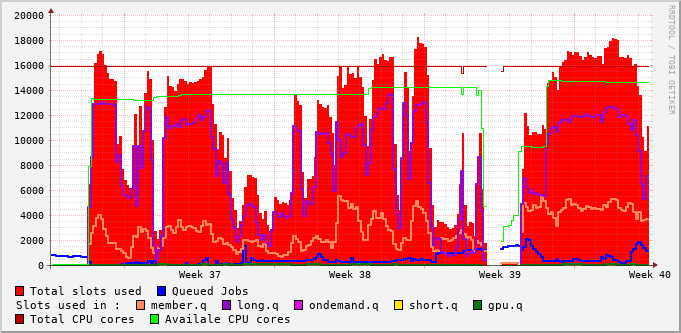 20000
18000
16000
14000
12000
10000
8000
6000
4000
2000
0
Week 37 Week 38 Week 39 Week 40
RRDTOOL / TOBI OETIKER
Total slots used Queued Jobs
Slots used in : member.q long.q ondemand.q short.q gpu.q
Total CPU cores Availale CPU cores